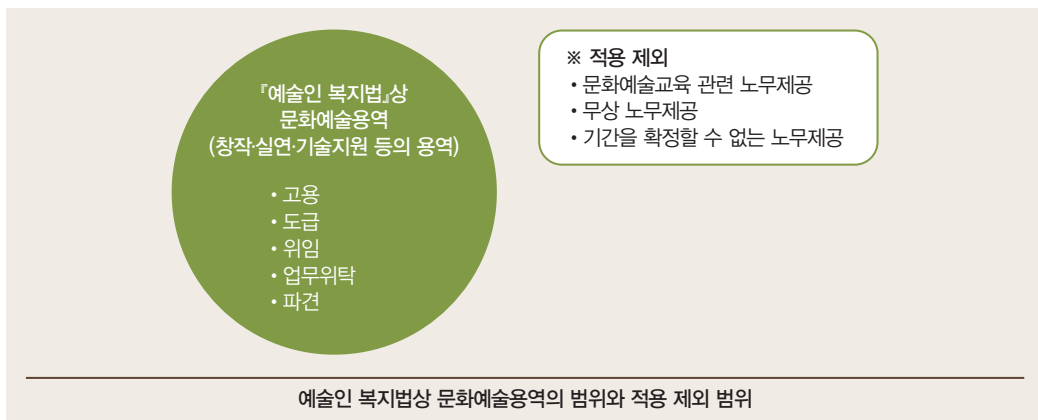 『예술인 복지법』상
문화예술용역
(창작·실연·기술지원 등의 용역)
• 고용
• 도급
• 위임
• 업무위탁
• 파견
※ 적용 제외
• 문화예술교육 관련 노무제공
• 무상 노무제공
• 기간을 확정할 수 없는 노무제공
예술인 복지법상 문화예술용역의 범위와 적용 제외 범위